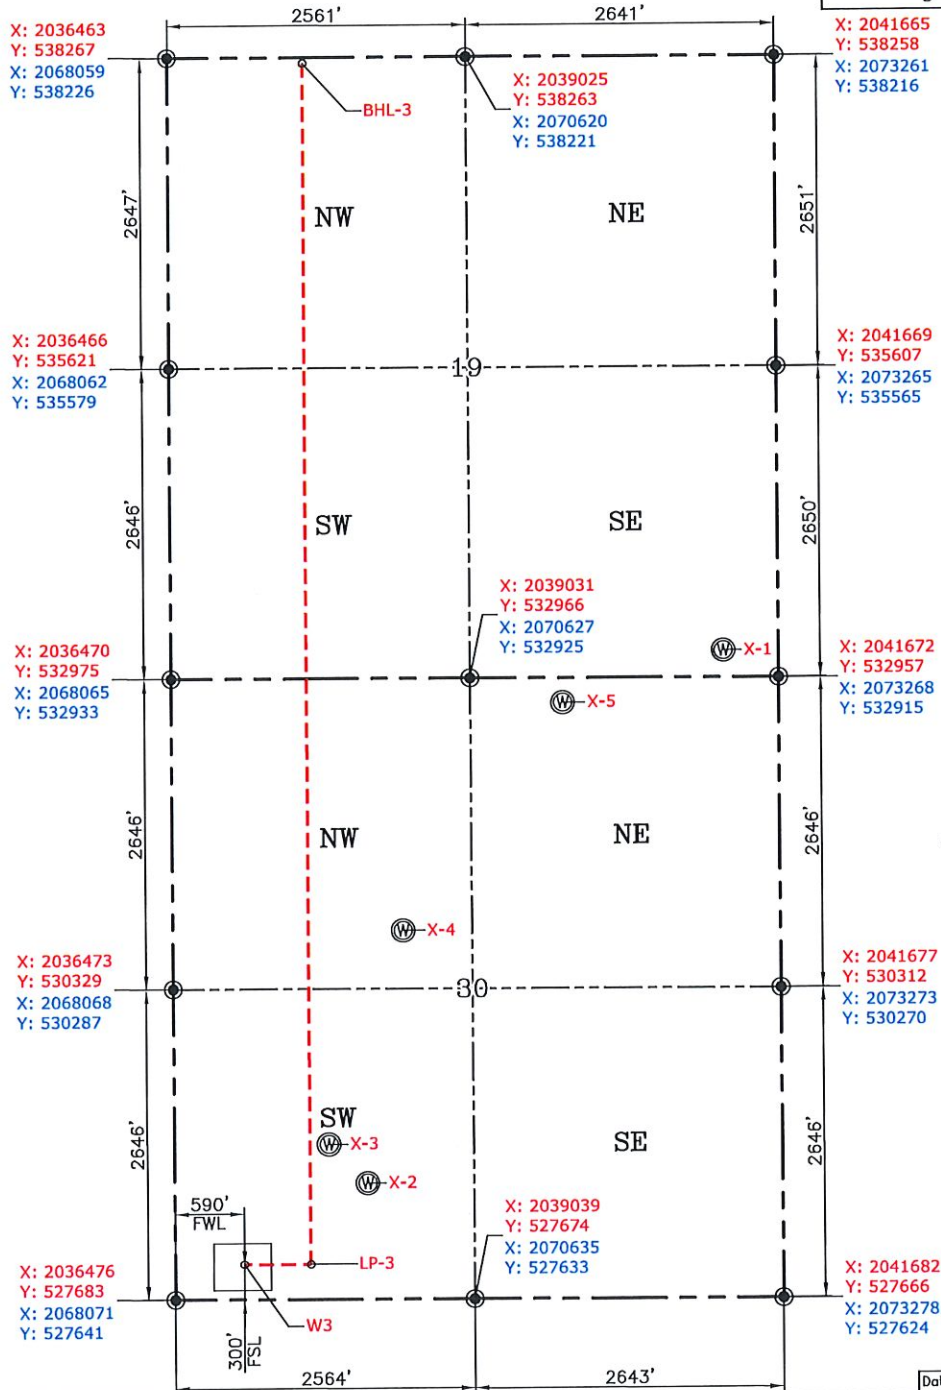 2561'
2641'
X: 2036463
Y: 538267
X: 2068059
Y: 538226
BHL-3
X: 2039025
Y: 538263
X: 2070620
Y: 538221
X: 2041665
Y: 538258
X: 2073261
Y: 538216
2647'
NW
NE
2651'
X: 2036466
Y: 535621
X: 2068062
Y: 535579
19
X: 2041669
Y: 535607
X: 2073265
Y: 535565
2646'
SW
SE
2650'
X: 2039031
Y: 532966
X: 2070627
Y: 532925
X: 2036470
Y: 532975
X: 2068065
Y: 532933
W X-1
X: 2041672
Y: 532957
X: 2073268
Y: 532915
W X-5
2646'
NW
NE
2646'
W X-4
X: 2036473
Y: 530329
X: 2068068
Y: 530287
30
X: 2041677
Y: 530312
X: 2073273
Y: 530270
2646'
SW
SE
2646'
W X-3
W X-2
590'
FWL
X: 2039039
Y: 527674
X: 2070635
Y: 527633
LP-3
X: 2036476
Y: 527683
X: 2068071
Y: 527641
W3
X: 2041682
Y: 527666
X: 2073278
Y: 527624
300'
FSL
2564'
2643'